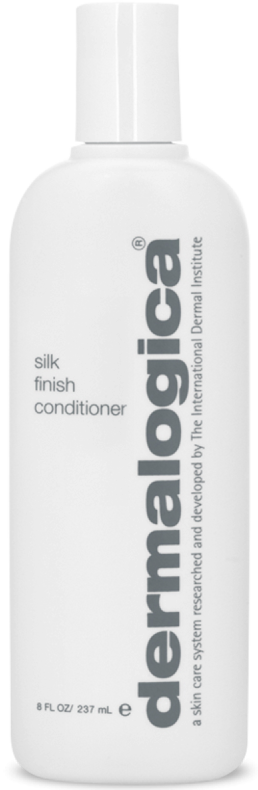 silk
finish
conditioner
dermalogica®
a skin care system researched and developed by The International Dermal Institute
8 FL OZ/ 237 mL ℮